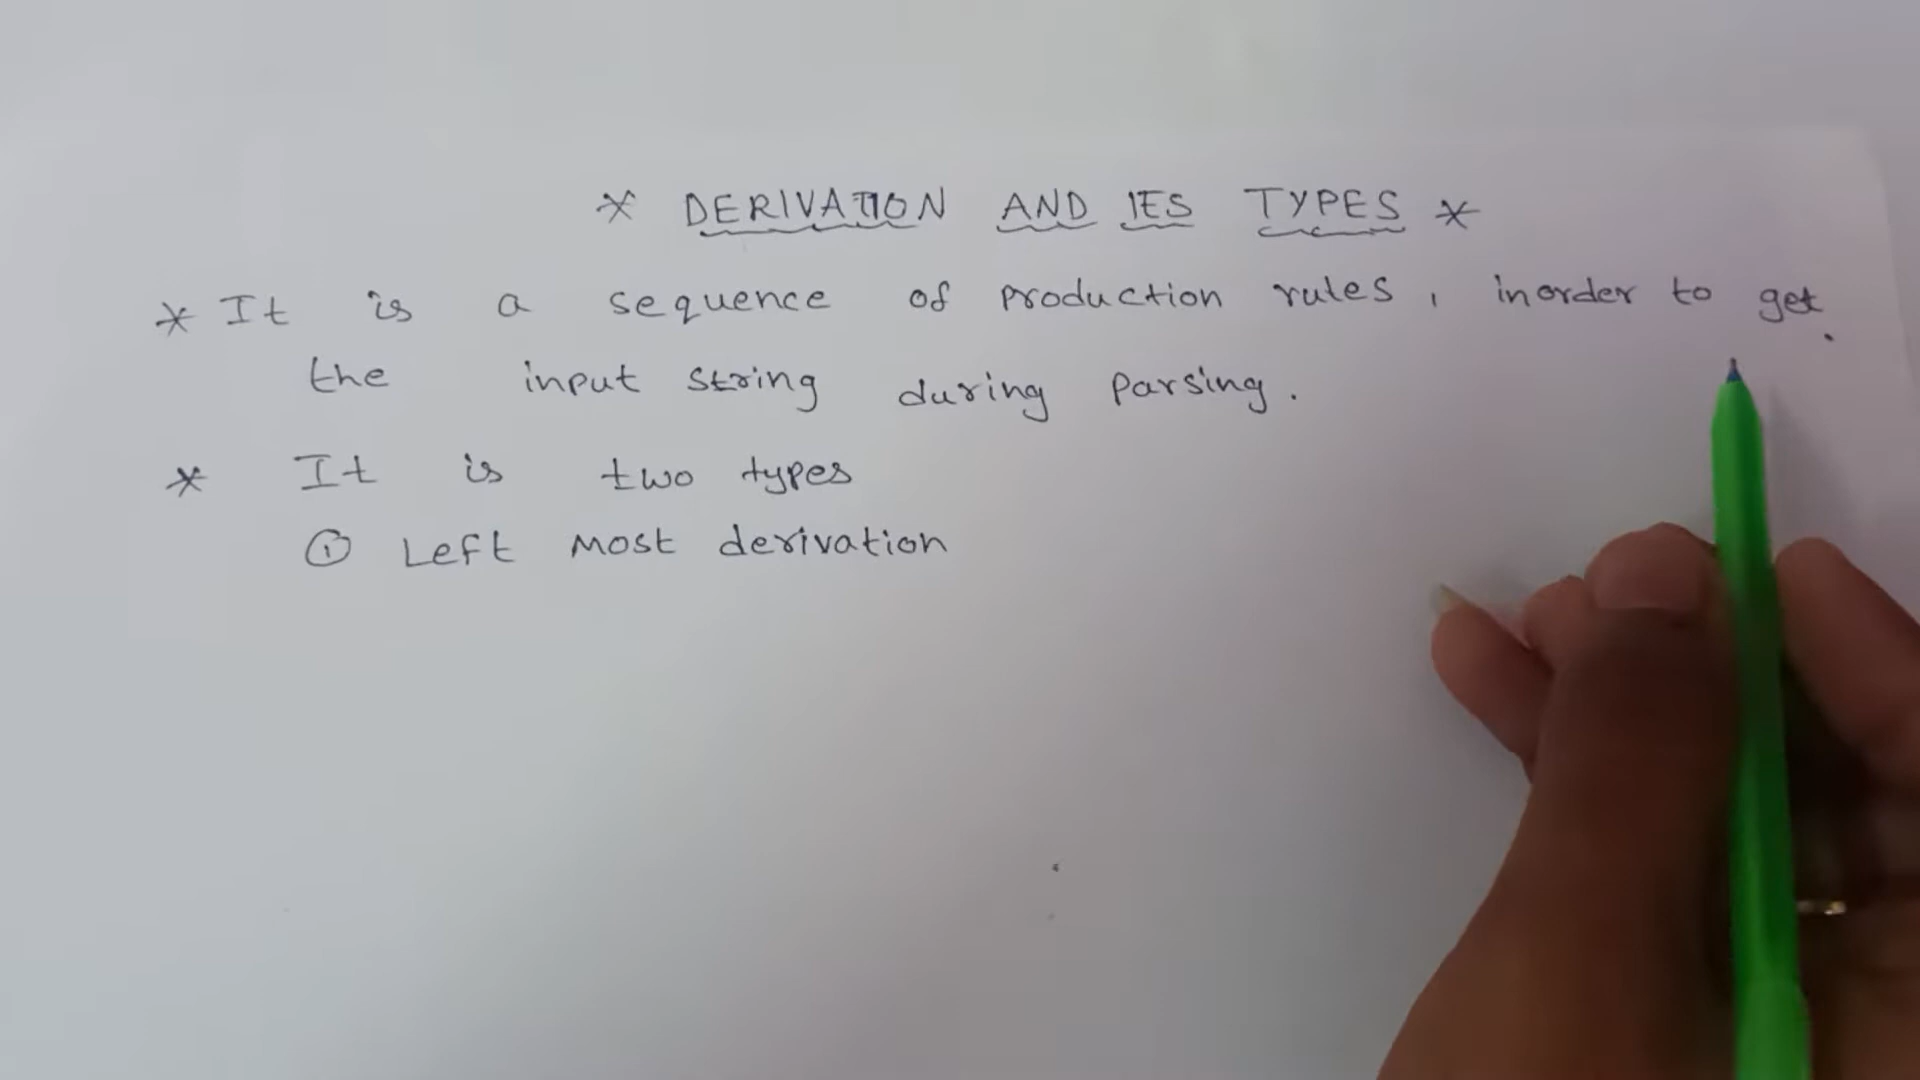 * DERIVATION AND ITS TYPES *
* It is a sequence of production rules, inorder to get
the input string during parsing.
* It is two types
① Left most derivation